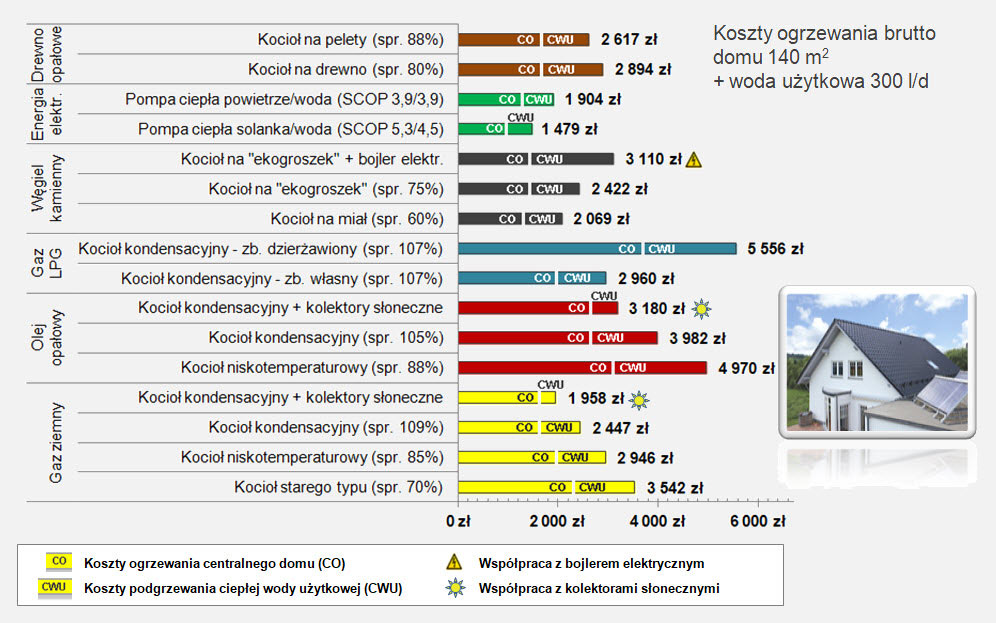 Koszty ogrzewania brutto
domu 140 m²
+ woda użytkowa 300 l/d
Drewno opałowe
Kocioł na pelety (spr. 88%) CO CWU 2 617 zł
Kocioł na drewno (spr. 80%) CO CWU 2 894 zł
Energia elektr.
Pompa ciepła powietrze/woda (SCOP 3,9/3,9) CO CWU 1 904 zł
Pompa ciepła solanka/woda (SCOP 5,3/4,5) CO CWU 1 479 zł
Węgiel kamienny
Kocioł na "ekogroszek" + bojler elektr. CO CWU 3 110 zł
Kocioł na "ekogroszek" (spr. 75%) CO CWU 2 422 zł
Kocioł na miał (spr. 60%) CO CWU 2 069 zł
Gaz LPG
Kocioł kondensacyjny - zb. dzierżawiony (spr. 107%) CO CWU 5 556 zł
Kocioł kondensacyjny - zb. własny (spr. 107%) CO CWU 2 960 zł
Olej opałowy
Kocioł kondensacyjny + kolektory słoneczne CO CWU 3 180 zł
Kocioł kondensacyjny (spr. 105%) CO CWU 3 982 zł
Kocioł niskotemperaturowy (spr. 88%) CO CWU 4 970 zł
Gaz ziemny
Kocioł kondensacyjny + kolektory słoneczne CO CWU 1 958 zł
Kocioł kondensacyjny (spr. 109%) CO CWU 2 447 zł
Kocioł niskotemperaturowy (spr. 85%) CO CWU 2 946 zł
Kocioł starego typu (spr. 70%) CO CWU 3 542 zł
0 zł 2 000 zł 4 000 zł 6 000 zł
CO Koszty ogrzewania centralnego domu (CO)
CWU Koszty podgrzewania ciepłej wody użytkowej (CWU)
Współpraca z bojlerem elektrycznym
Współpraca z kolektorami słonecznymi